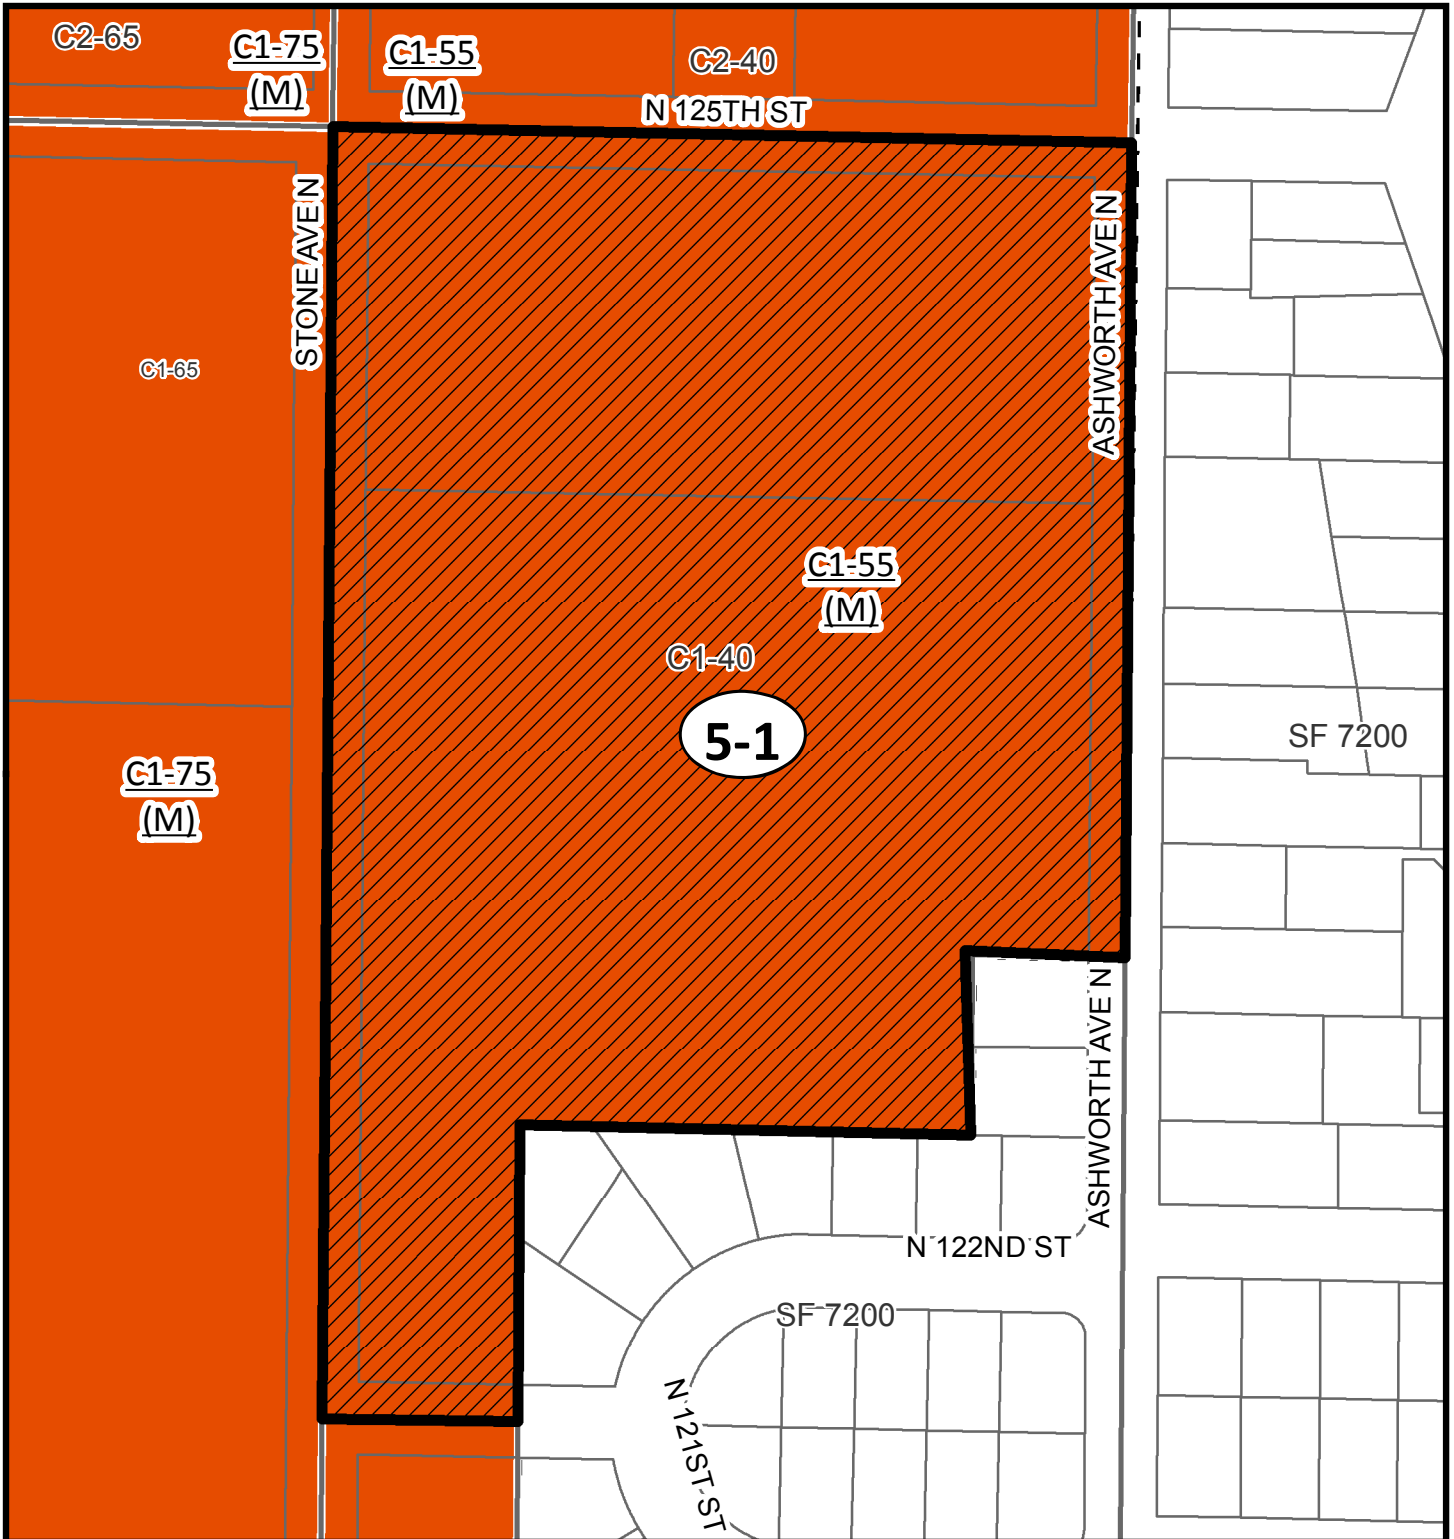 C2-65
C1-75
(M)
C1-55
(M)
C2-40
N 125TH ST
STONE AVE N
ASHWORTH AVE N
C1-65
C1-55
(M)
C1-40
5-1
SF 7200
C1-75
(M)
ASHWORTH AVE N
N 122ND ST
SF 7200
N 121ST ST